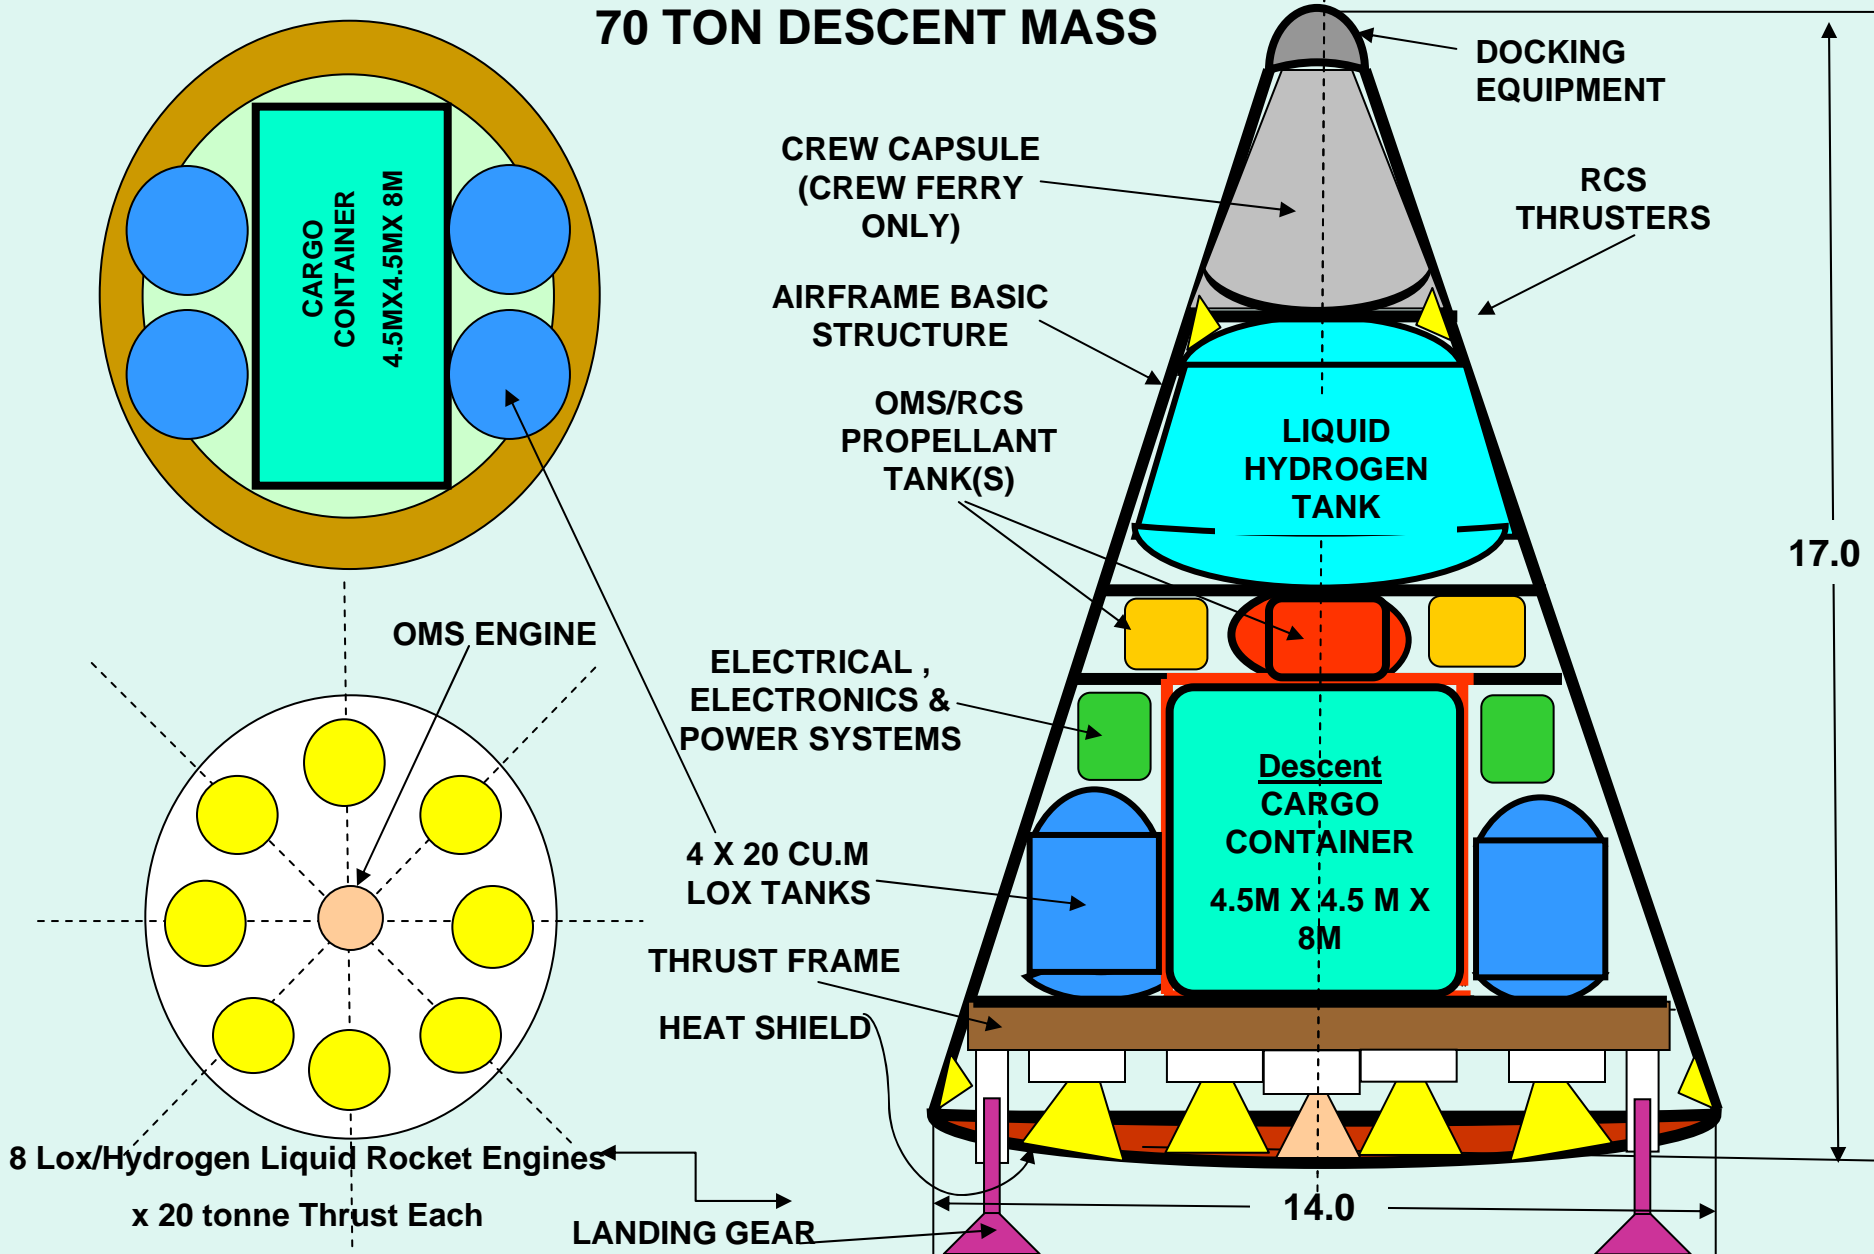 70 TON DESCENT MASS
DOCKING
EQUIPMENT
CREW CAPSULE
(CREW FERRY
ONLY)
RCS
THRUSTERS
CARGO
CONTAINER
4.5MX4.5MX 8M
AIRFRAME BASIC
STRUCTURE
OMS/RCS
PROPELLANT
TANK(S)
LIQUID
HYDROGEN
TANK
17.0
OMS ENGINE
ELECTRICAL ,
ELECTRONICS &
POWER SYSTEMS
Descent
CARGO
CONTAINER
4.5M X 4.5 M X
8M
4 X 20 CU.M
LOX TANKS
THRUST FRAME
HEAT SHIELD
8 Lox/Hydrogen Liquid Rocket Engines
x 20 tonne Thrust Each
LANDING GEAR
14.0